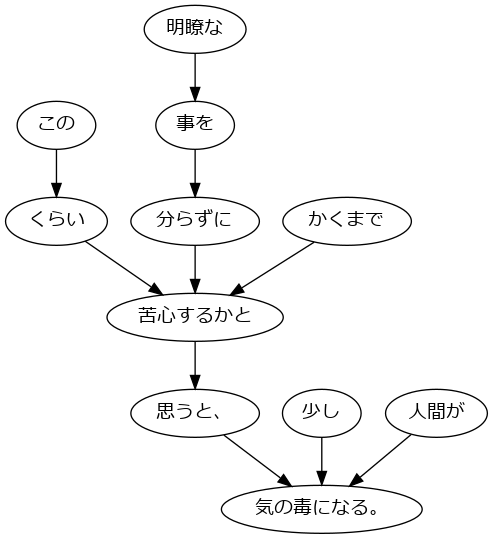 明瞭な
この
事を
くらい
分らずに
かくまで
苦心するかと
思うと、
少し
人間が
気の毒になる。